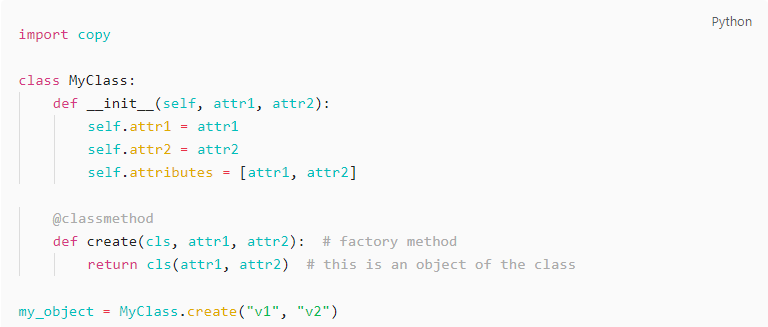 Python
import copy
class MyClass:
    def __init__(self, attr1, attr2):
        self.attr1 = attr1
        self.attr2 = attr2
        self.attributes = [attr1, attr2]
    @classmethod
    def create(cls, attr1, attr2):  # factory method
        return cls(attr1, attr2)  # this is an object of the class
my_object = MyClass.create("v1", "v2")